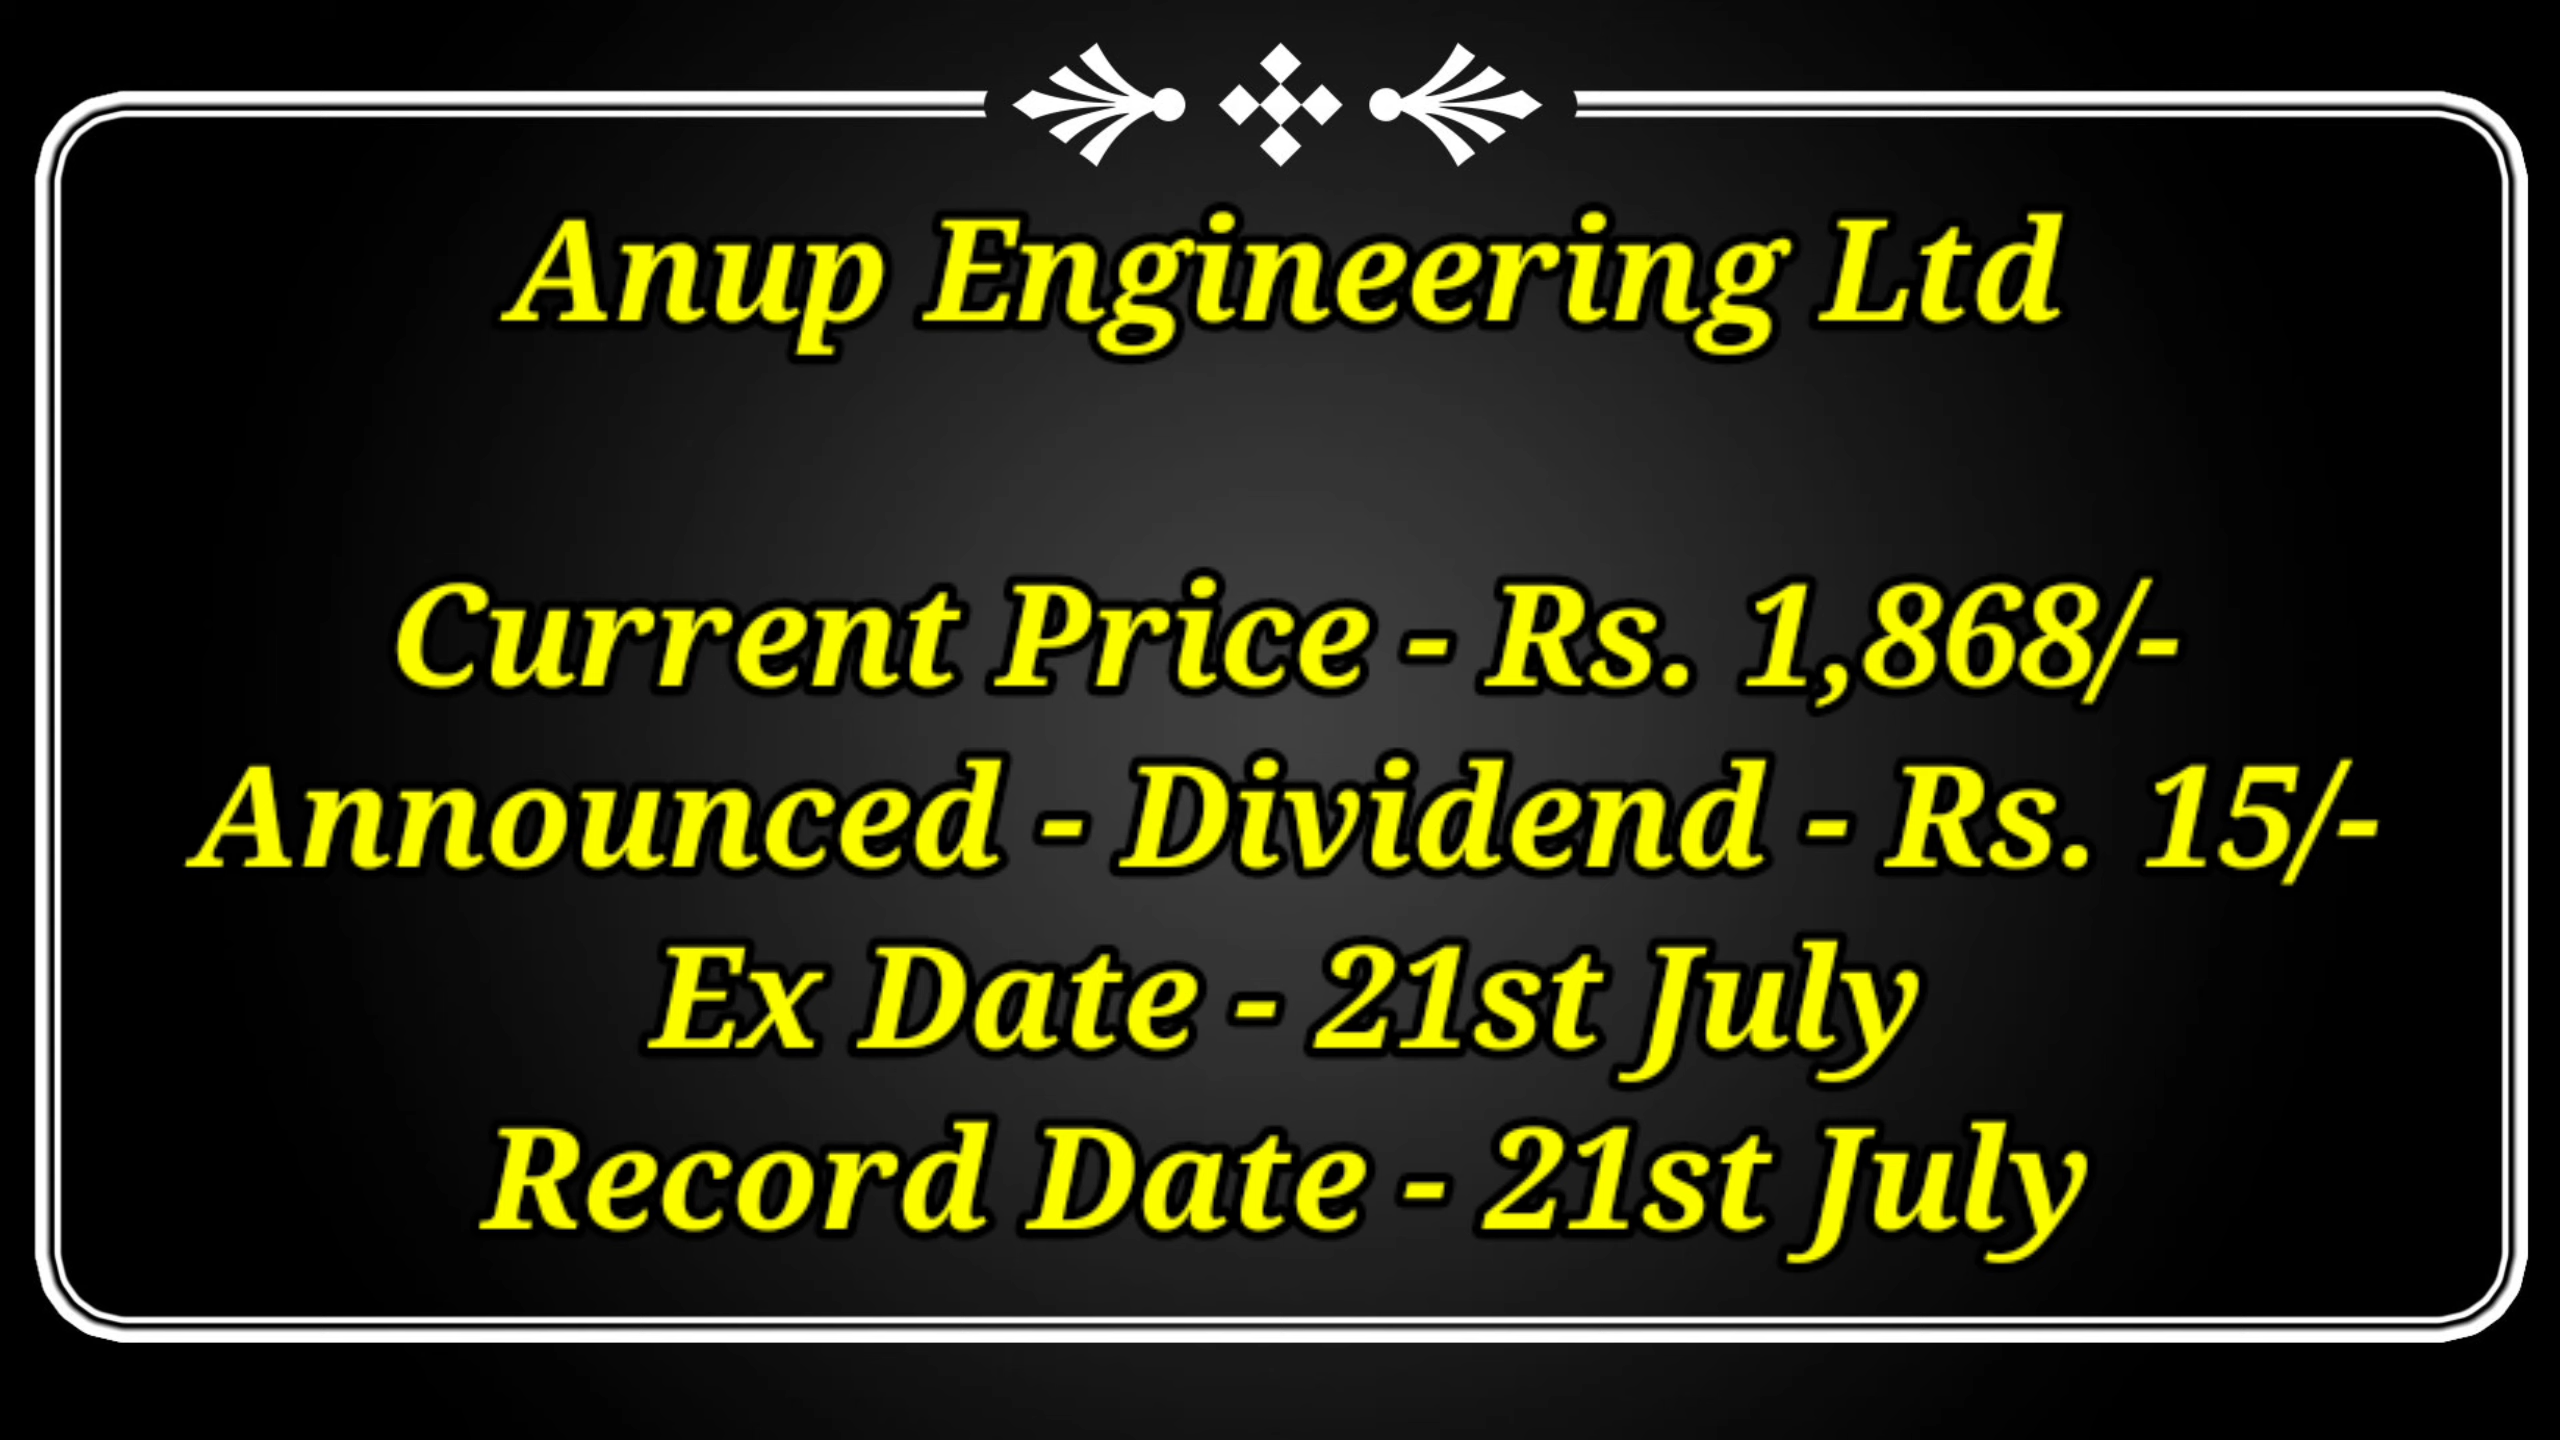 Anup Engineering Ltd
Current Price - Rs. 1,868/-
Announced - Dividend - Rs. 15/-
Ex Date - 21st July
Record Date - 21st July